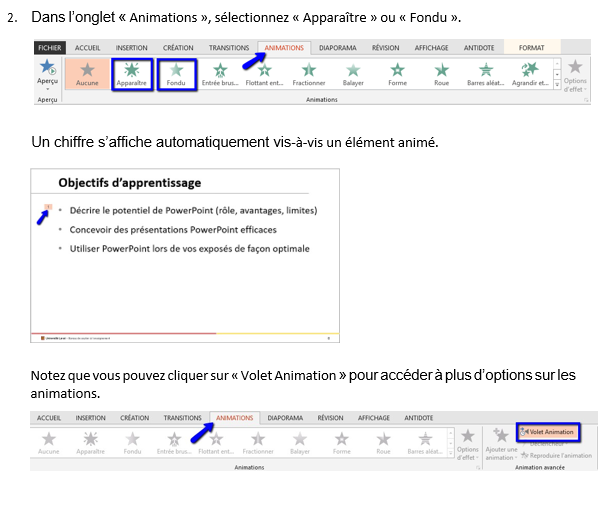 2. Dans l’onglet « Animations », sélectionnez « Apparaître » ou « Fondu ».
FICHIER ACCUEIL INSERTION CRÉATION TRANSITIONS ANIMATIONS DIAPORAMA RÉVISION AFFICHAGE ANTIDOTE FORMAT
Aperçu Aucune Apparaître Fondu Entrée brus... Flottant ent... Fractionner Balayer Forme Roue Barres aléat... Agrandir et... Options d'effet
Aperçu Animations
Un chiffre s’affiche automatiquement vis-à-vis un élément animé.
Objectifs d’apprentissage
• Décrire le potentiel de PowerPoint (rôle, avantages, limites)
• Concevoir des présentations PowerPoint efficaces
• Utiliser PowerPoint lors de vos exposés de façon optimale
Notez que vous pouvez cliquer sur « Volet Animation » pour accéder à plus d’options sur les
animations.
ACCUEIL INSERTION CRÉATION TRANSITIONS ANIMATIONS DIAPORAMA RÉVISION AFFICHAGE ANTIDOTE
Volet Animation
Déclencheur
Aucune Apparaître Fondu Entrée brus... Flottant ent... Fractionner Balayer Forme Roue Barres aléat... Options d'effet Ajouter une animation Reproduire l'animation
Animations Animation avancée